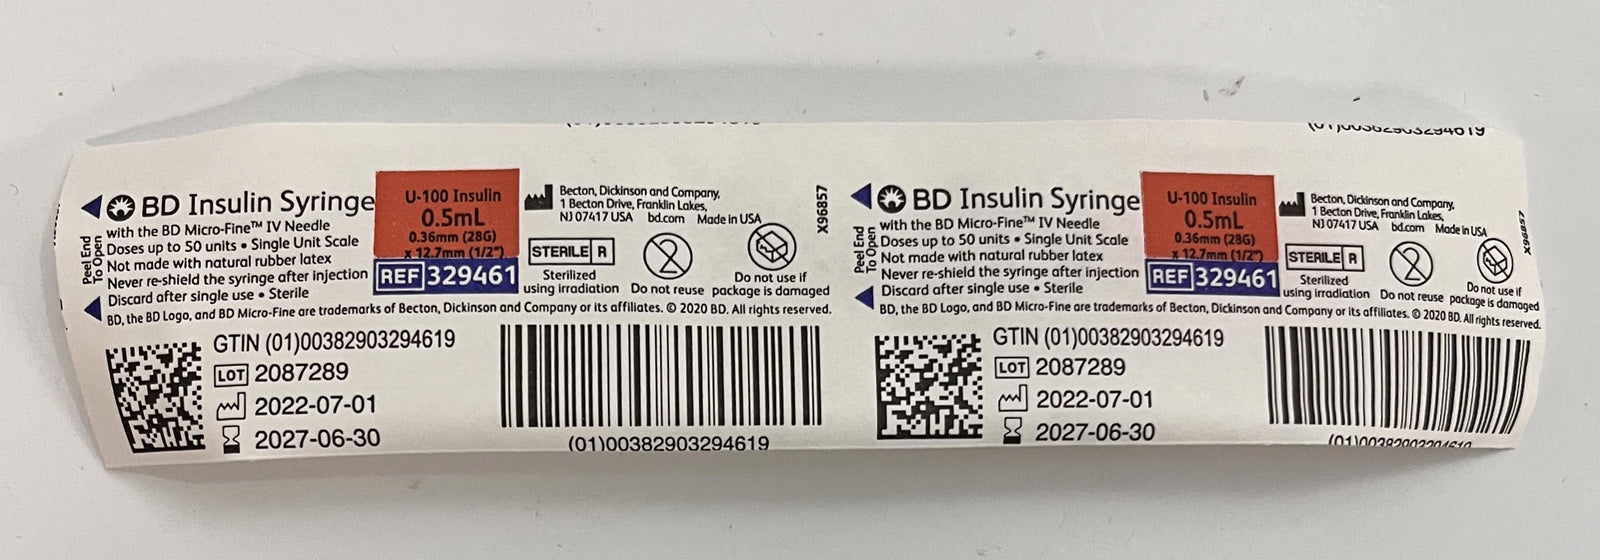 Peel End
To Open
BD Insulin Syringe
with the BD Micro-Fine™ IV Needle
Doses up to 50 units • Single Unit Scale
Not made with natural rubber latex
Never re-shield the syringe after injection
Discard after single use • Sterile
U-100 Insulin
0.5mL
0.36mm (28G)
x 12.7mm (1/2")
REF 329461
Becton, Dickinson and Company,
1 Becton Drive, Franklin Lakes,
NJ 07417 USA bd.com Made in USA
STERILE R
Sterilized
using irradiation
2
Do not reuse
Do not use if
package is damaged
X96857
BD, the BD Logo, and BD Micro-Fine are trademarks of Becton, Dickinson and Company or its affiliates. © 2020 BD. All rights reserved.
GTIN (01)00382903294619
LOT 2087289
2022-07-01
2027-06-30
(01)00382903294619
(01)00382903294619
Peel End
To Open
BD Insulin Syringe
with the BD Micro-Fine™ IV Needle
Doses up to 50 units • Single Unit Scale
Not made with natural rubber latex
Never re-shield the syringe after injection
Discard after single use • Sterile
U-100 Insulin
0.5mL
0.36mm (28G)
x 12.7mm (1/2")
REF 329461
Becton, Dickinson and Company,
1 Becton Drive, Franklin Lakes,
NJ 07417 USA bd.com Made in USA
STERILE R
Sterilized
using irradiation
2
Do not reuse
Do not use if
package is damaged
X96857
BD, the BD Logo, and BD Micro-Fine are trademarks of Becton, Dickinson and Company or its affiliates. © 2020 BD. All rights reserved.
GTIN (01)00382903294619
LOT 2087289
2022-07-01
2027-06-30
(01)00382903294619